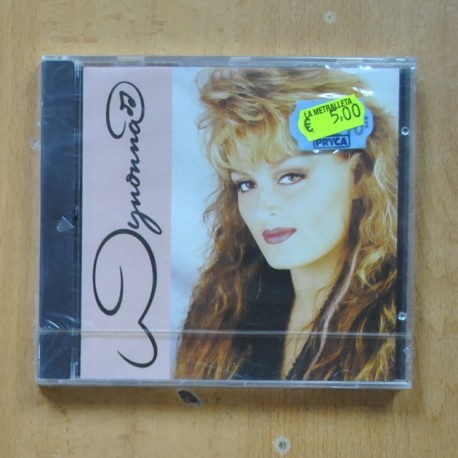 Wynonna
LA METRALLETA
€ 5,00
PRYCA